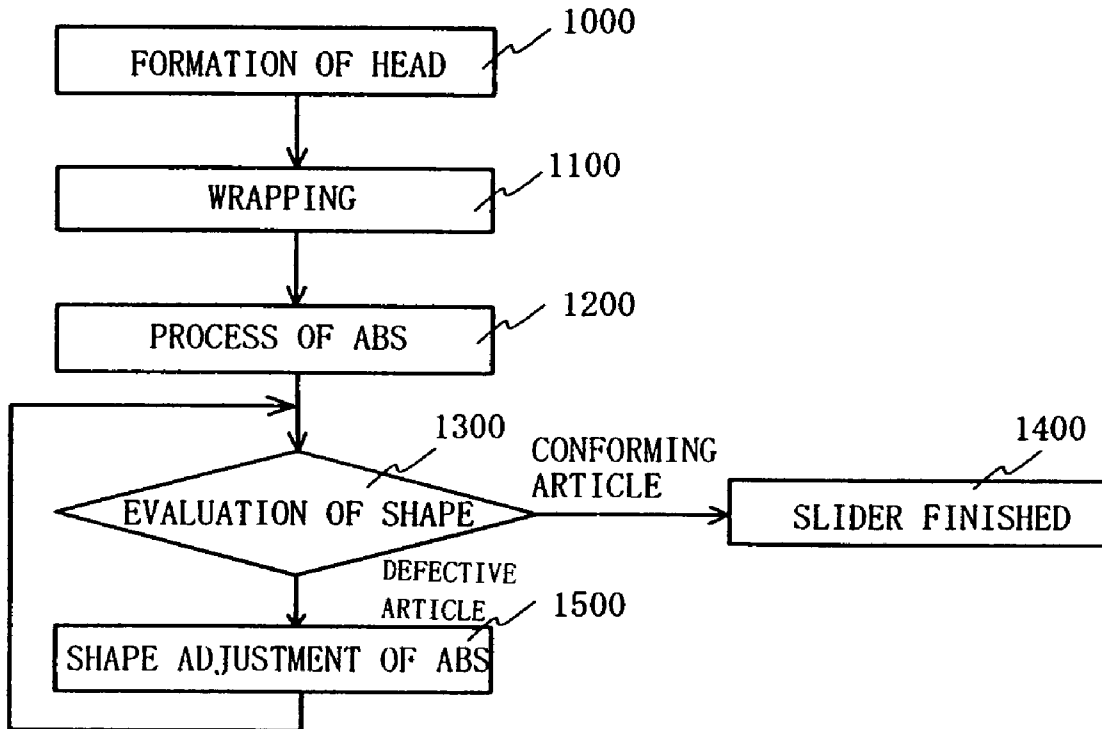 1000
FORMATION OF HEAD
1100
WRAPPING
1200
PROCESS OF ABS
1300
EVALUATION OF SHAPE
CONFORMING
ARTICLE
1400
SLIDER FINISHED
DEFECTIVE
ARTICLE
1500
SHAPE ADJUSTMENT OF ABS